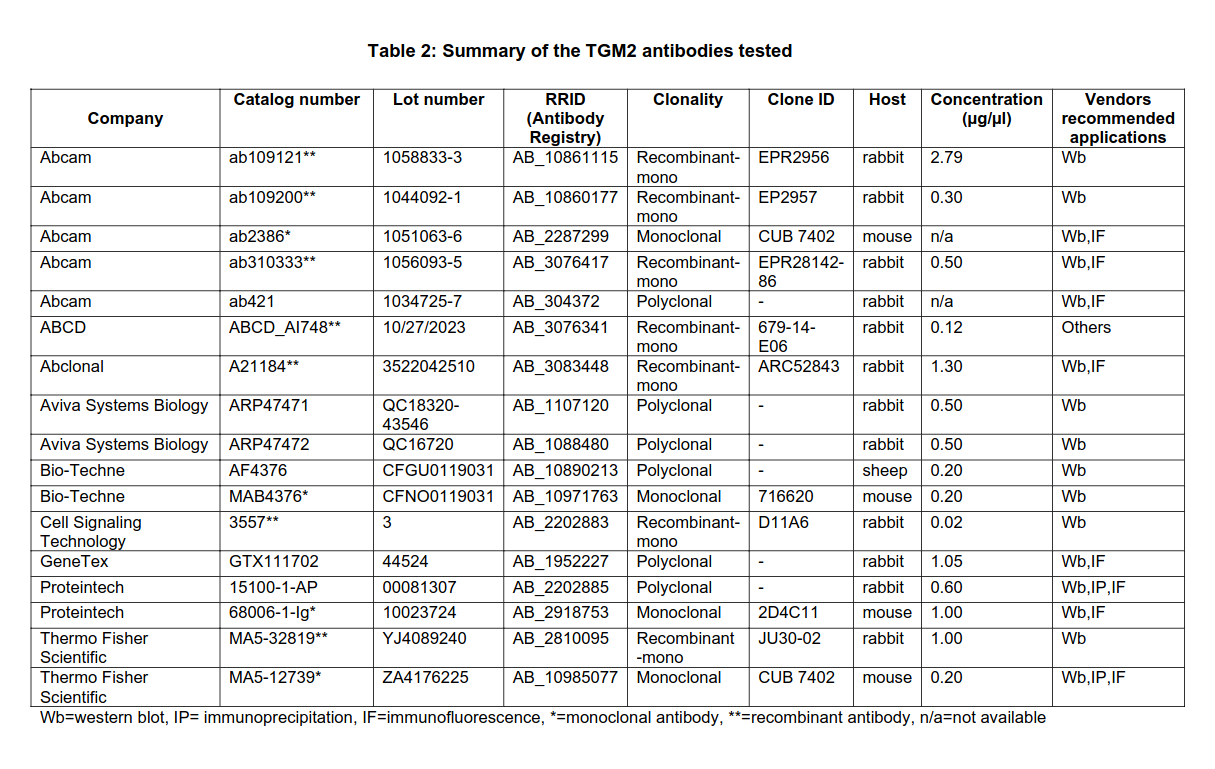 Table 2: Summary of the TGM2 antibodies tested
Company Catalog number Lot number RRID (Antibody Registry) Clonality Clone ID Host Concentration (µg/µl) Vendors recommended applications
Abcam ab109121** 1058833-3 AB_10861115 Recombinant-mono EPR2956 rabbit 2.79 Wb
Abcam ab109200** 1044092-1 AB_10860177 Recombinant-mono EP2957 rabbit 0.30 Wb
Abcam ab2386* 1051063-6 AB_2287299 Monoclonal CUB 7402 mouse n/a Wb,IF
Abcam ab310333** 1056093-5 AB_3076417 Recombinant-mono EPR28142-86 rabbit 0.50 Wb,IF
Abcam ab421 1034725-7 AB_304372 Polyclonal - rabbit n/a Wb,IF
ABCD ABCD_AI748** 10/27/2023 AB_3076341 Recombinant-mono 679-14-E06 rabbit 0.12 Others
Abclonal A21184** 3522042510 AB_3083448 Recombinant-mono ARC52843 rabbit 1.30 Wb,IF
Aviva Systems Biology ARP47471 QC18320-43546 AB_1107120 Polyclonal - rabbit 0.50 Wb
Aviva Systems Biology ARP47472 QC16720 AB_1088480 Polyclonal - rabbit 0.50 Wb
Bio-Techne AF4376 CFGU0119031 AB_10890213 Polyclonal - sheep 0.20 Wb
Bio-Techne MAB4376* CFNO0119031 AB_10971763 Monoclonal 716620 mouse 0.20 Wb
Cell Signaling Technology 3557** 3 AB_2202883 Recombinant-mono D11A6 rabbit 0.02 Wb
GeneTex GTX111702 44524 AB_1952227 Polyclonal - rabbit 1.05 Wb,IF
Proteintech 15100-1-AP 00081307 AB_2202885 Polyclonal - rabbit 0.60 Wb,IP,IF
Proteintech 68006-1-Ig* 10023724 AB_2918753 Monoclonal 2D4C11 mouse 1.00 Wb,IF
Thermo Fisher Scientific MA5-32819** YJ4089240 AB_2810095 Recombinant -mono JU30-02 rabbit 1.00 Wb
Thermo Fisher Scientific MA5-12739* ZA4176225 AB_10985077 Monoclonal CUB 7402 mouse 0.20 Wb,IP,IF
Wb=western blot, IP= immunoprecipitation, IF=immunofluorescence, *=monoclonal antibody, **=recombinant antibody, n/a=not available